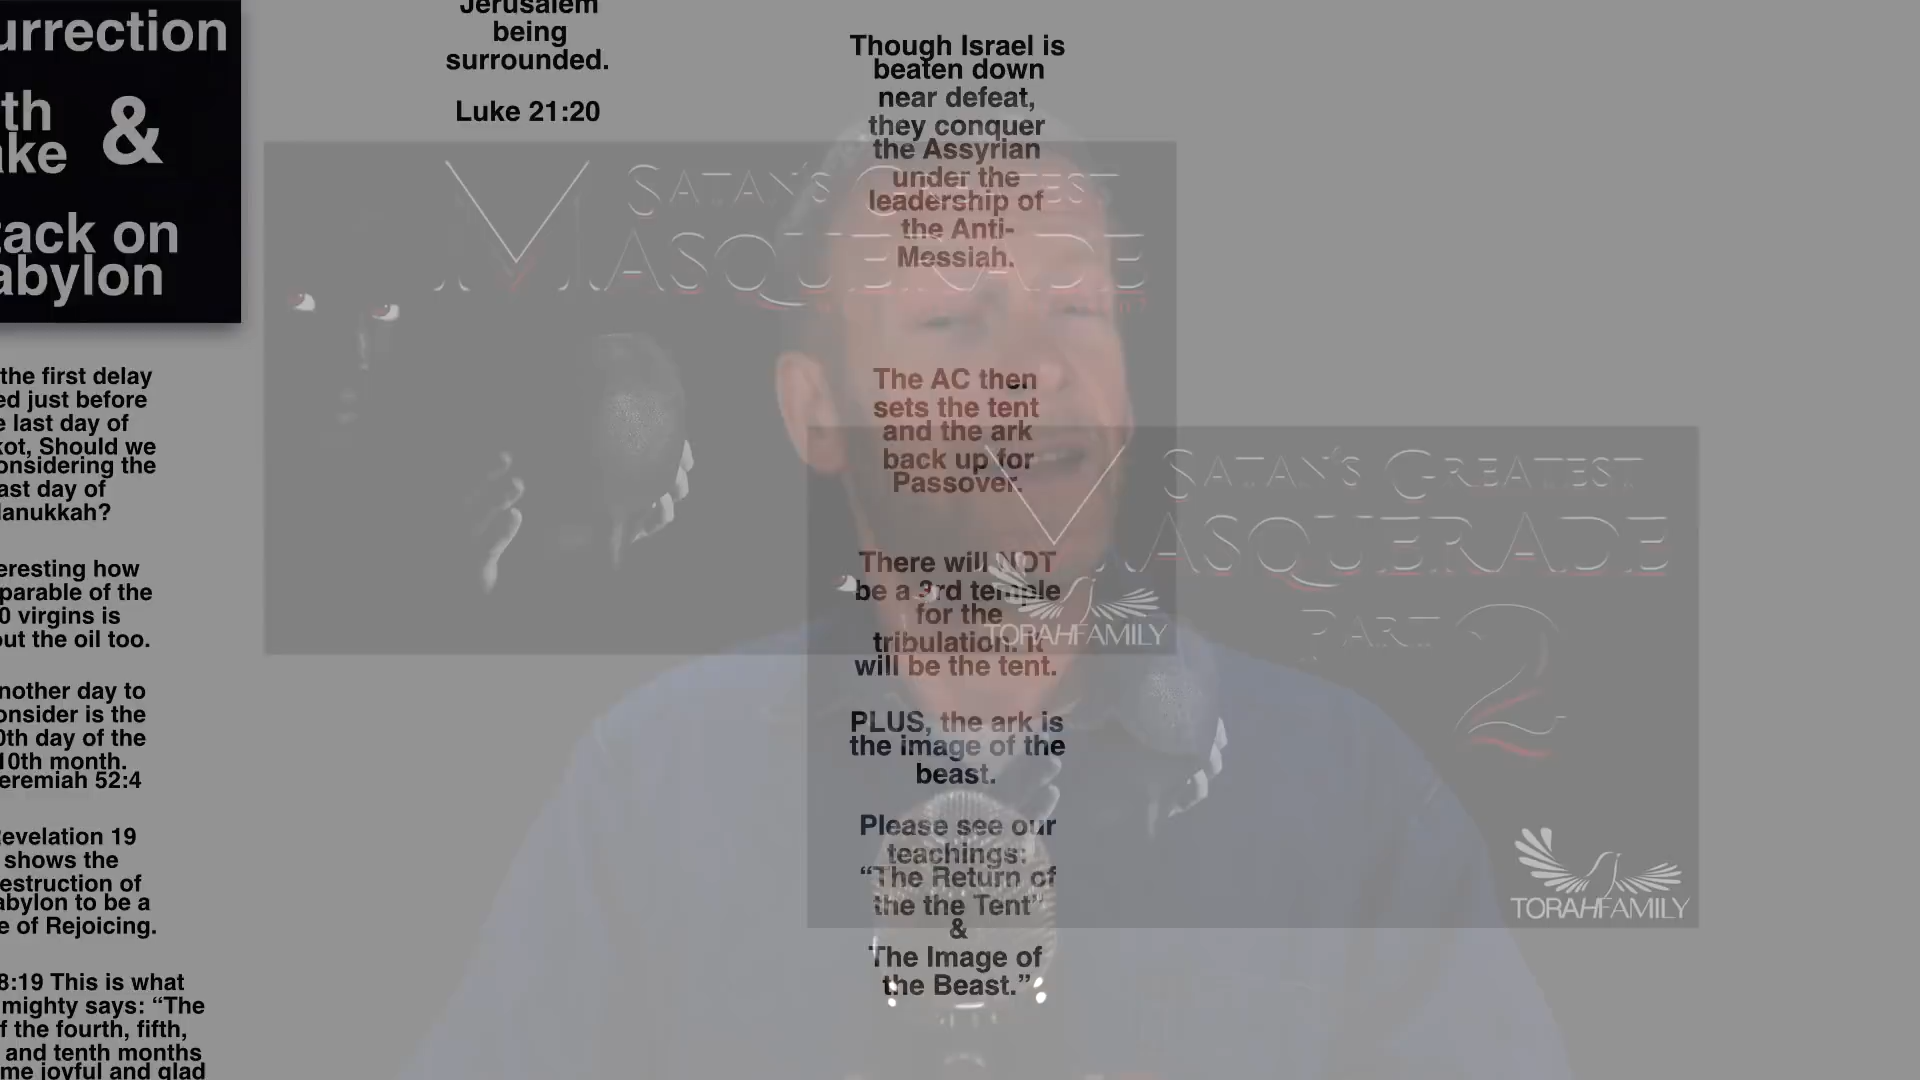 urrection
th
ake
&
tack on
abylon
the first delay
ed just before
e last day of
kot, Should we
onsidering the
ast day of
Hanukkah?
eresting how
parable of the
0 virgins is
out the oil too.
nother day to
onsider is the
0th day of the
10th month.
eremiah 52:4
Revelation 19
shows the
estruction of
abylon to be a
e of Rejoicing.
8:19 This is what
mighty says: “The
f the fourth, fifth,
and tenth months
me joyful and glad
Jerusalem
being
surrounded.
Luke 21:20
Though Israel is
beaten down
near defeat,
they conquer
the Assyrian
under the
leadership of
the Anti-
Messiah.
The AC then
sets the tent
and the ark
back up for
Passover.
There will NOT
be a 3rd temple
for the
tribulation. It
will be the tent.
PLUS, the ark is
the image of the
beast.
Please see our
teachings:
“The Return of
the the Tent”
&
The Image of
the Beast.”
SATAN'S GREATEST
MASQUERADE
TORAHFAMILY
SATAN'S GREATEST
MASQUERADE
PART 2
TORAHFAMILY